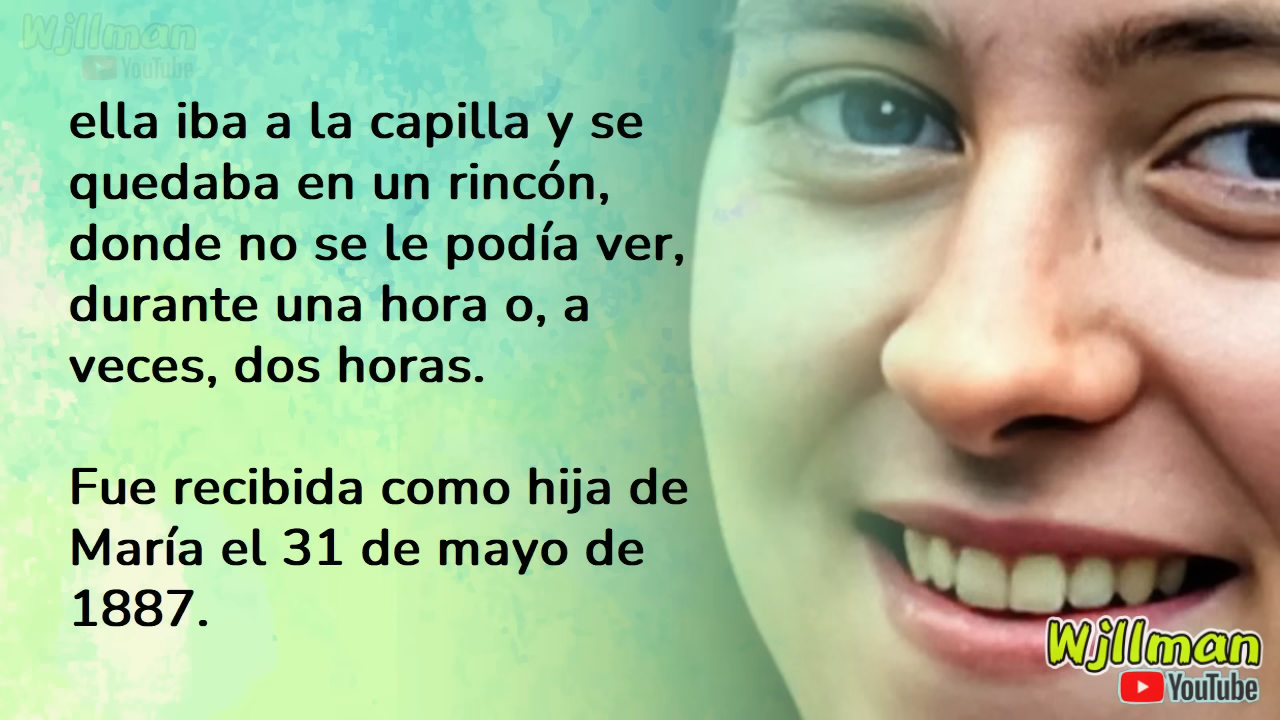 Wjllman
YouTube
ella iba a la capilla y se
quedaba en un rincón,
donde no se le podía ver,
durante una hora o, a
veces, dos horas.
Fue recibida como hija de
María el 31 de mayo de
1887.
Wjllman
YouTube